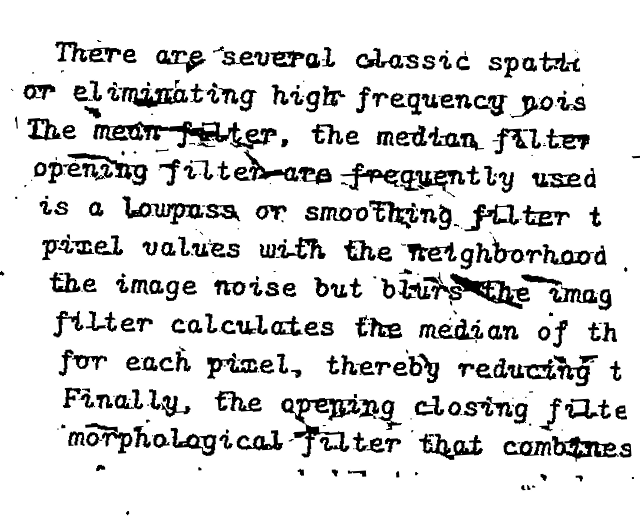 There are several classic spati
or eliminating high frequency nois
The mean filter, the median filter
opening filter are frequently used
is a lowpass or smoothing filter t
pixel values with the neighborhood
the image noise but blurs the imag
filter calculates the median of th
for each pixel, thereby reducing t
Finally, the opening closing filte
morphological filter that combines